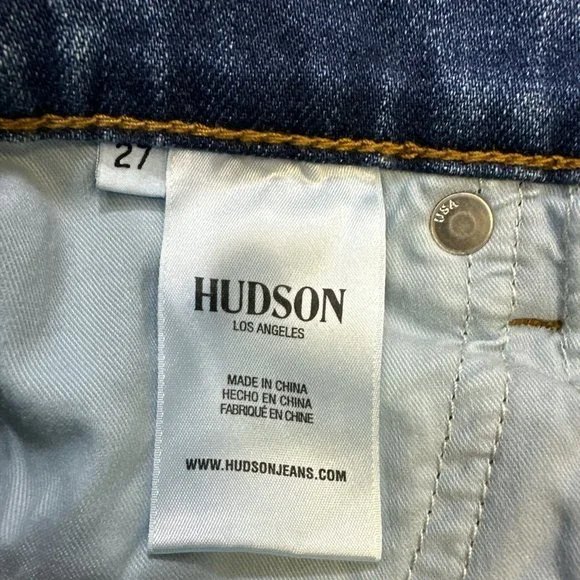 27
USA
HUDSON
LOS ANGELES
MADE IN CHINA
HECHO EN CHINA
FABRIQUÉ EN CHINE
WWW.HUDSONJEANS.COM